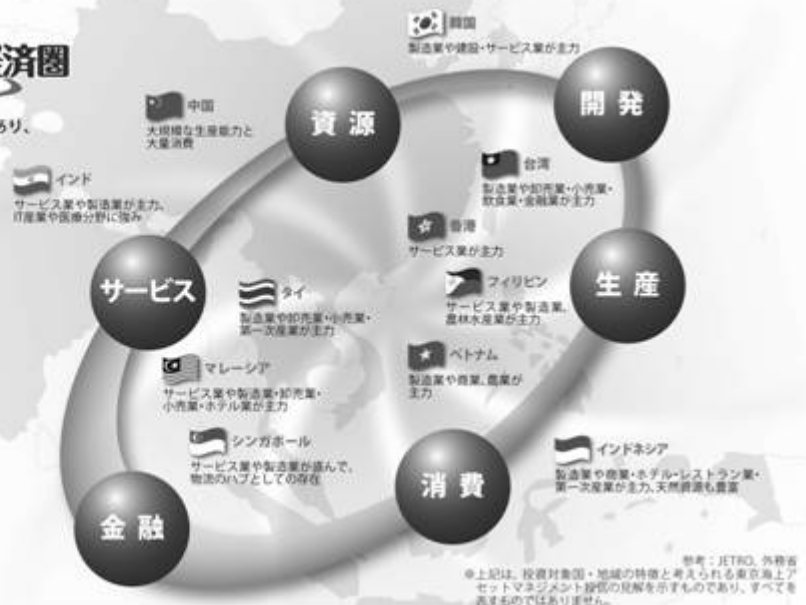 済圏
あり、
韓国
製造業や建設・サービス業が主力
中国
大規模な生産能力と
大量消費
資源
開発
台湾
製造業や卸売業・小売業・
飲食業・金融業が主力
インド
サービス業や製造業が主力、
IT産業や医療分野に強み
香港
サービス業が主力
サービス
生産
タイ
製造業や卸売業・小売業・
第一次産業が主力
フィリピン
サービス業や製造業、
農林水産業が主力
マレーシア
サービス業や製造業・卸売業・
小売業・ホテル業が主力
ベトナム
製造業や商業、農業が
主力
シンガポール
サービス業や製造業が盛んで、
物流のハブとしての存在
インドネシア
製造業や商業・ホテル・レストラン業・
第一次産業が主力、天然資源も豊富
消費
金融
参考：JETRO、外務省
※上記は、投資対象国・地域の特徴と考えられる東京海上ア
セットマネジメント投信の見解を示すものであり、すべてを
表すものではありません。